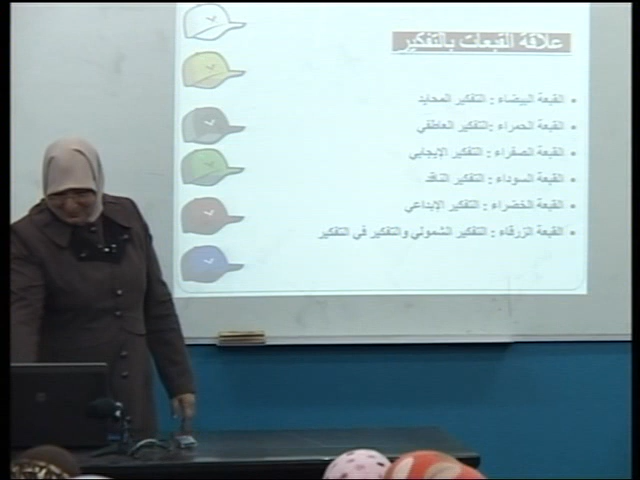 علاقة القبعات بالتفكير
القبعة البيضاء : التفكير المحايد
القبعة الحمراء :التفكير العاطفي
القبعة الصفراء : التفكير الإيجابي
القبعة السوداء : التفكير الناقد
القبعة الخضراء : التفكير الإبداعي
القبعة الزرقاء : التفكير الشمولي والتفكير في التفكير